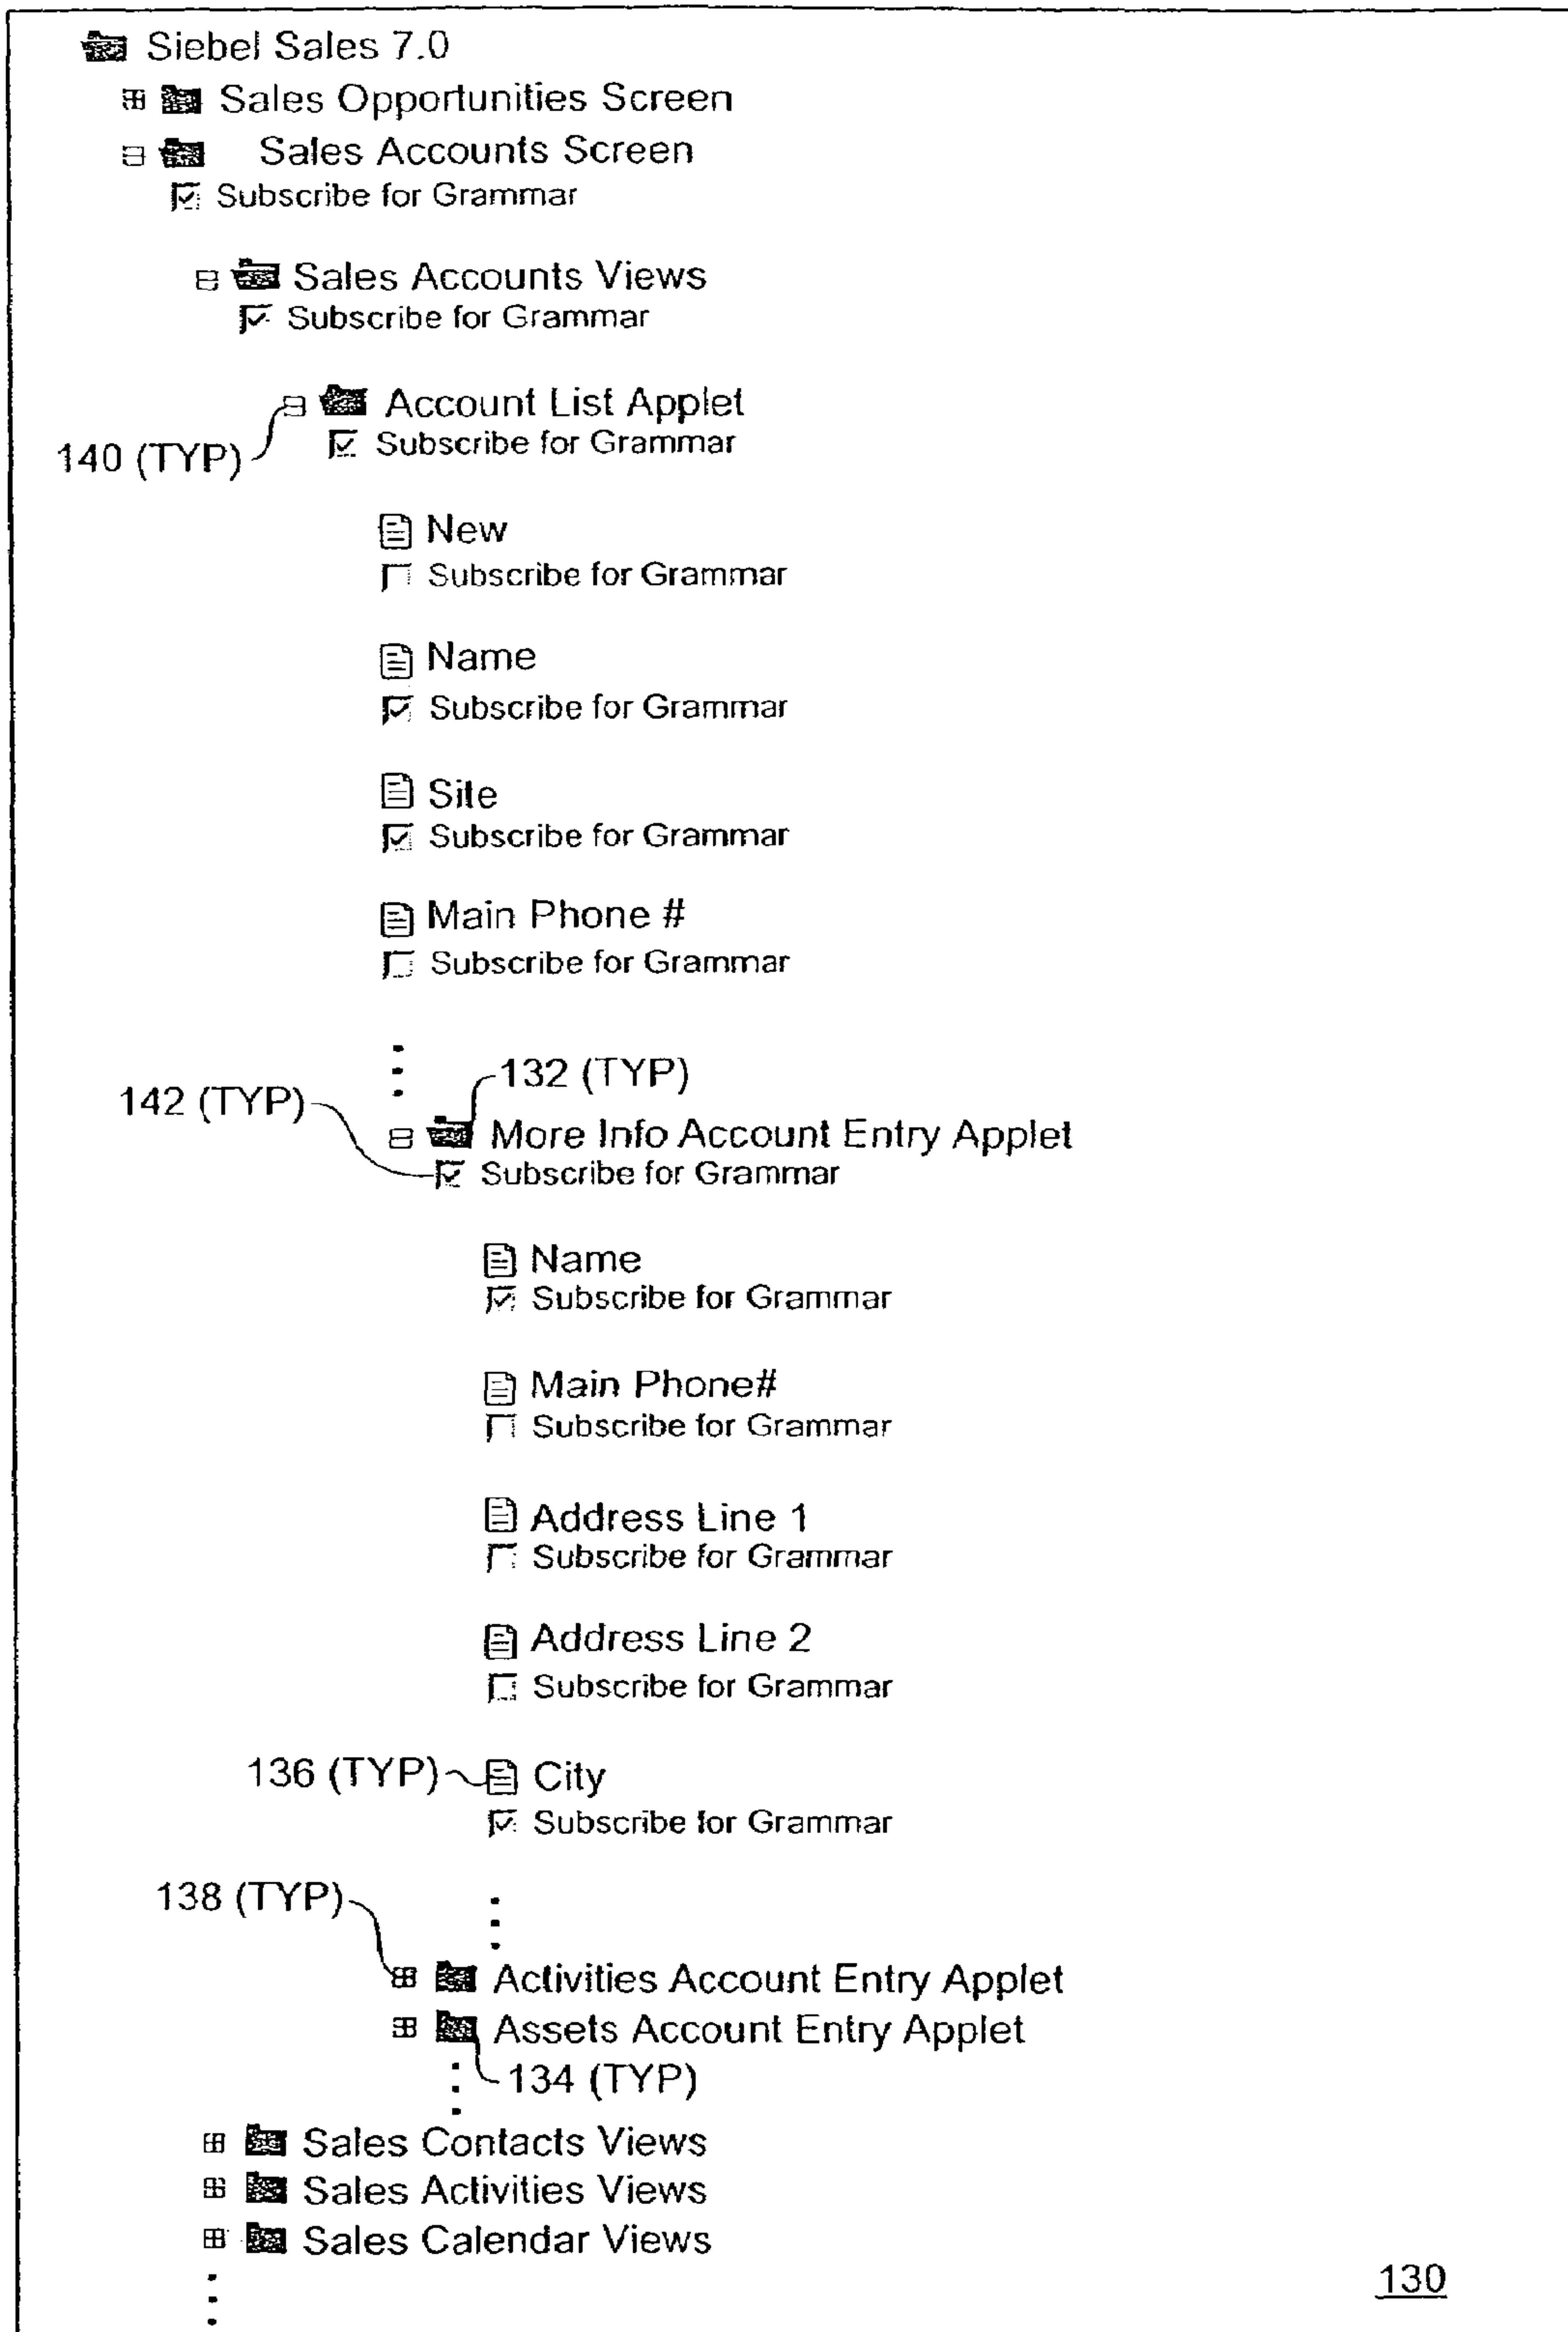 Siebel Sales 7.0
Sales Opportunities Screen
Sales Accounts Screen
Subscribe for Grammar
Sales Accounts Views
Subscribe for Grammar
Account List Applet
140 (TYP)
Subscribe for Grammar
New
Subscribe for Grammar
Name
Subscribe for Grammar
Site
Subscribe for Grammar
Main Phone #
Subscribe for Grammar
132 (TYP)
142 (TYP)
More Info Account Entry Applet
Subscribe for Grammar
Name
Subscribe for Grammar
Main Phone#
Subscribe for Grammar
Address Line 1
Subscribe for Grammar
Address Line 2
Subscribe for Grammar
136 (TYP) City
Subscribe for Grammar
138 (TYP)
Activities Account Entry Applet
Assets Account Entry Applet
134 (TYP)
Sales Contacts Views
Sales Activities Views
Sales Calendar Views
130